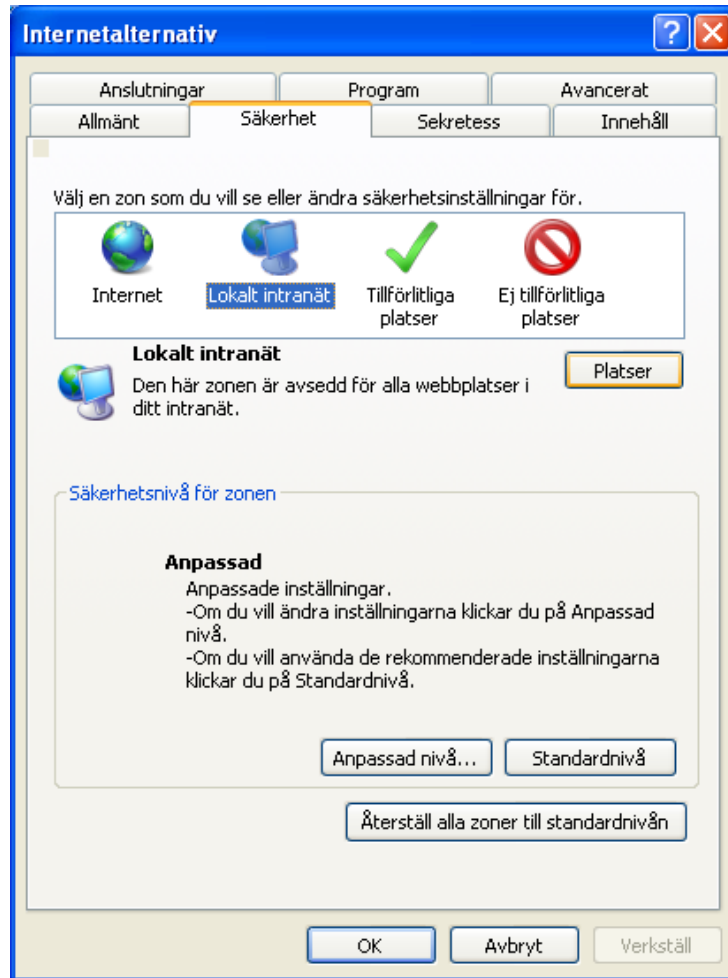 Internetalternativ
Anslutningar
Program
Avancerat
Allmänt
Säkerhet
Sekretess
Innehåll
Välj en zon som du vill se eller ändra säkerhetsinställningar för.
Internet
Lokalt intranät
Tillförlitliga
platser
Ej tillförlitliga
platser
Lokalt intranät
Den här zonen är avsedd för alla webbplatser i
ditt intranät.
Platser
Säkerhetsnivå för zonen
Anpassad
Anpassade inställningar.
-Om du vill ändra inställningarna klickar du på Anpassad
nivå.
-Om du vill använda de rekommenderade inställningarna
klickar du på Standardnivå.
Anpassad nivå...
Standardnivå
Återställ alla zoner till standardnivån
OK
Avbryt
Verkställ